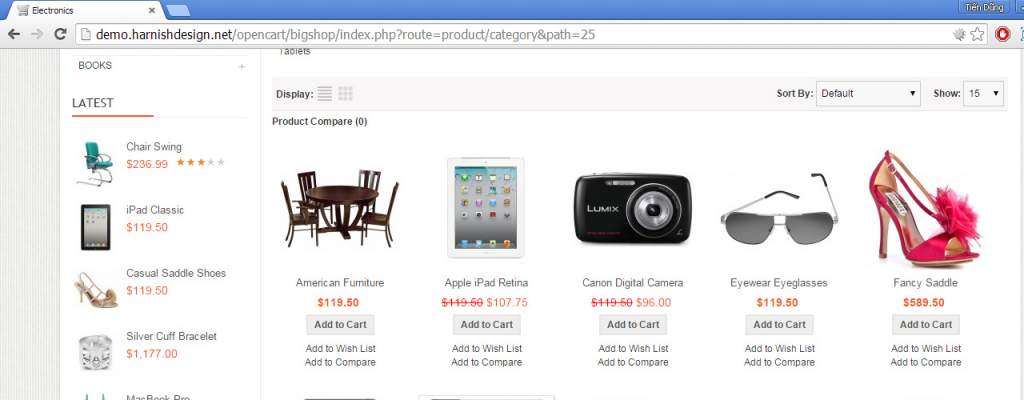 Electronics
Tiến Dũng
demo.harnishdesign.net/opencart/bigshop/index.php?route=product/category&path=25
BOOKS +
LATEST
Chair Swing
$236.99
iPad Classic
$119.50
Casual Saddle Shoes
$119.50
Silver Cuff Bracelet
$1,177.00
MacBook Pro
Tablets
Display: Sort By: Default Show: 15
Product Compare (0)
LUMIX
American Furniture Apple iPad Retina Canon Digital Camera Eyewear Eyeglasses Fancy Saddle
$119.50 $119.50 $107.75 $119.50 $96.00 $119.50 $589.50
Add to Cart Add to Cart Add to Cart Add to Cart Add to Cart
Add to Wish List Add to Wish List Add to Wish List Add to Wish List Add to Wish List
Add to Compare Add to Compare Add to Compare Add to Compare Add to Compare